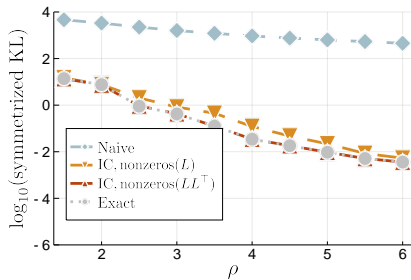 log₁₀(symmetrized KL)
4
2
0
-2
-4
-6
Naive
IC, nonzeros(L)
IC, nonzeros(LL⊤)
Exact
2 3 4 5 6
ρ